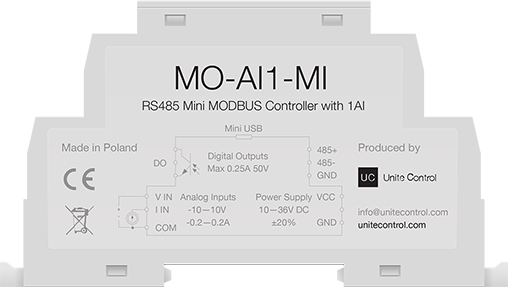 MO-AI1-MI
RS485 Mini MODBUS Controller with 1AI
Mini USB
Made in Poland
DO
Digital Outputs
Max 0.25A 50V
485+
485-
GND
Produced by
UC Unite Control
CE
V IN
I IN
COM
Analog Inputs
-10—10V
-0.2—0.2A
Power Supply
10—36V DC
±20%
VCC
GND
info@unitecontrol.com
unitecontrol.com